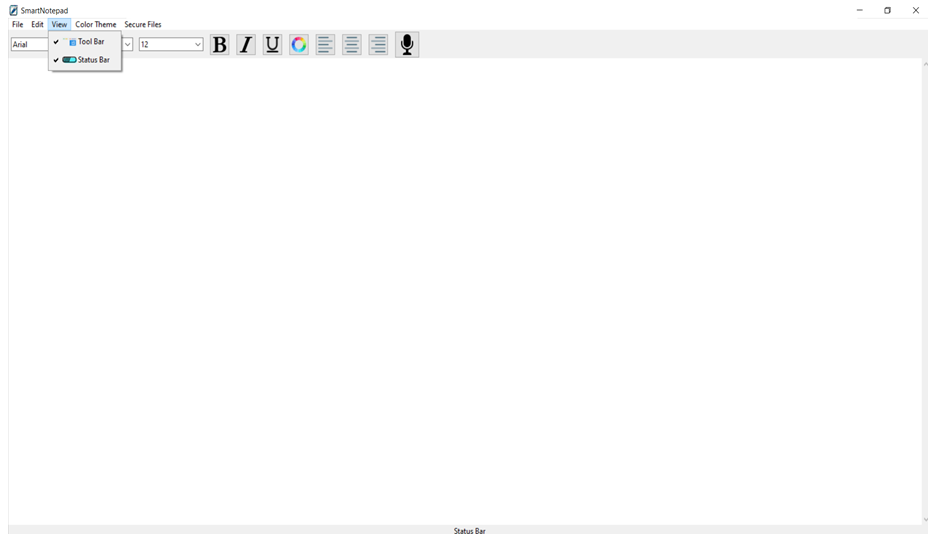 SmartNotepad
File Edit View Color Theme Secure Files
Arial 12 B I U
Tool Bar
Status Bar
Status Bar